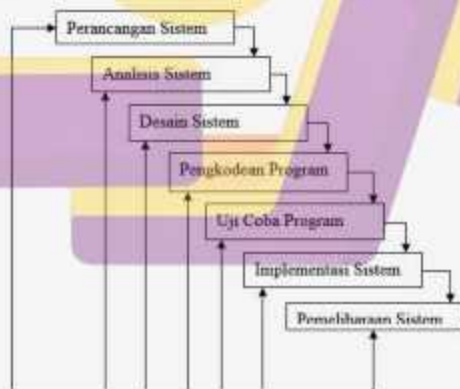 Perancangan Sistem
Analisis Sistem
Desain Sistem
Pengkodean Program
Uji Coba Program
Implementasi Sistem
Pemeliharaan Sistem